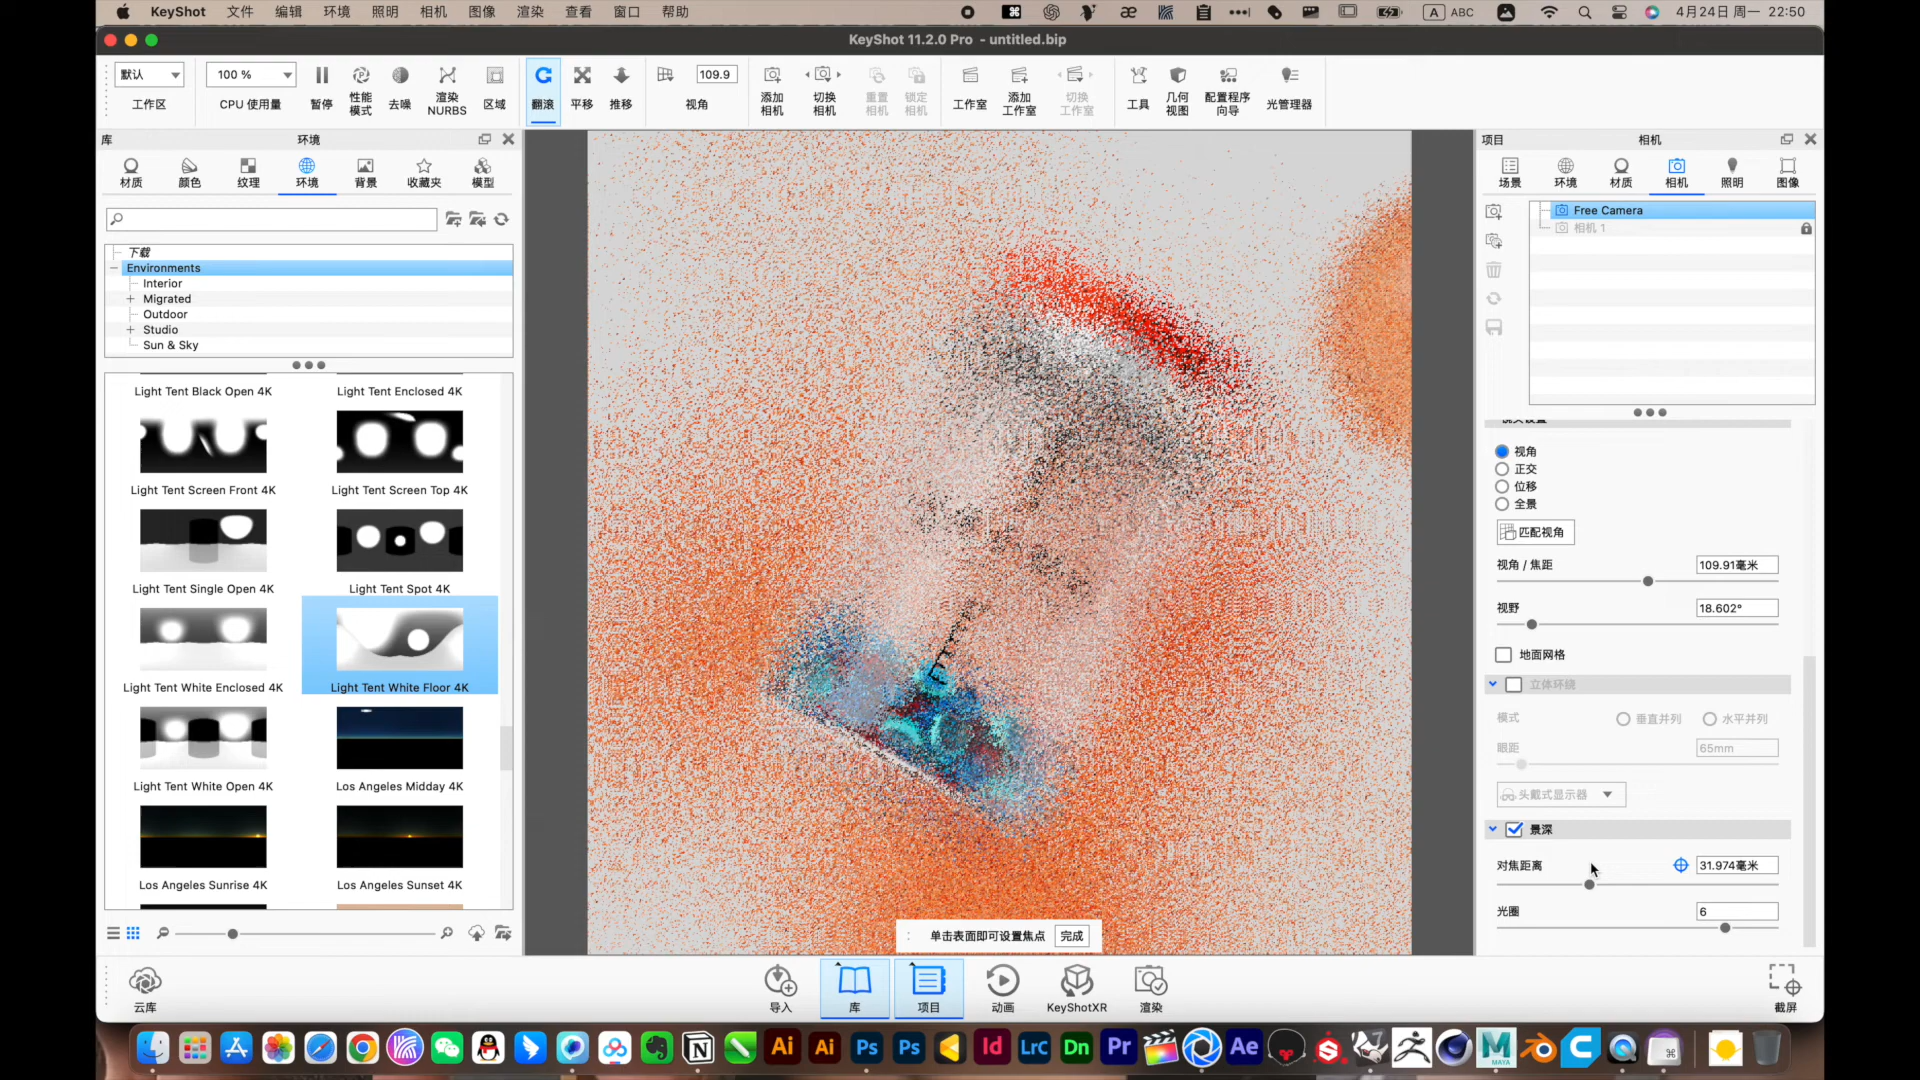 KeyShot 文件 编辑 环境 照明 相机 图像 渲染 查看 窗口 帮助
A ABC 4月24日 周一 22:50
KeyShot 11.2.0 Pro - untitled.bip
默认 100 % 109.9
工作区 CPU 使用量 暂停 性能模式 去噪 渲染NURBS 区域 翻滚 平移 推移 视角 添加相机 切换相机 重置相机 锁定相机 工作室 添加工作室 切换工作室 工具 几何视图 配置程序向导 光管理器
库 环境
材质 颜色 纹理 环境 背景 收藏夹 模型
下载
Environments
Interior
Migrated
Outdoor
Studio
Sun & Sky
Light Tent Black Open 4K Light Tent Enclosed 4K
Light Tent Screen Front 4K Light Tent Screen Top 4K
Light Tent Single Open 4K Light Tent Spot 4K
Light Tent White Enclosed 4K Light Tent White Floor 4K
Light Tent White Open 4K Los Angeles Midday 4K
Los Angeles Sunrise 4K Los Angeles Sunset 4K
单击表面即可设置焦点 完成
项目 相机
场景 环境 材质 相机 照明 图像
Free Camera
相机 1
视角
正交
位移
全景
匹配视角
视角 / 焦距 109.91毫米
视野 18.602°
地面网格
立体环绕
模式 垂直并列 水平并列
眼距 65mm
头戴式显示器
景深
对焦距离 31.974毫米
光圈 6
云库 导入 库 项目 动画 KeyShotXR 渲染 截屏
Ai Ai Ps Ps Id LrC Dn Pr Ae
MAYA